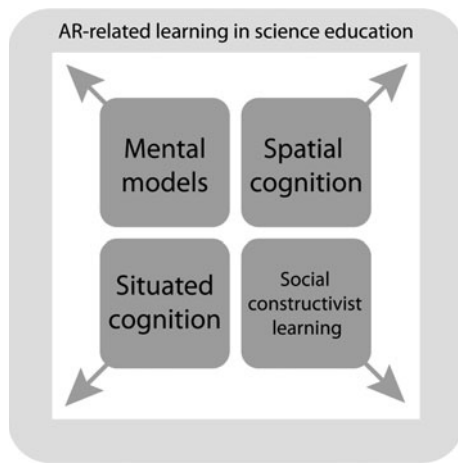 AR-related learning in science education
Mental
models
Spatial
cognition
Situated
cognition
Social
constructivist
learning